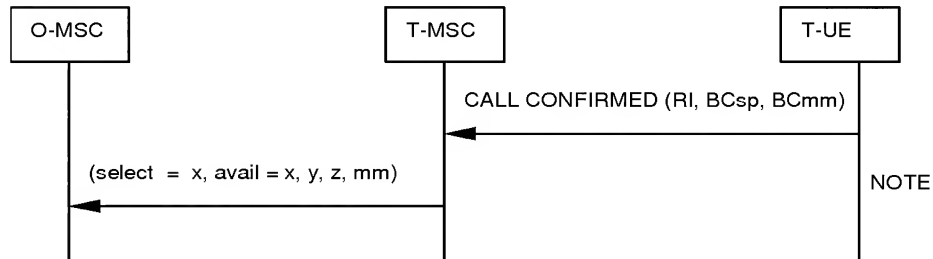 O-MSC
T-MSC
T-UE
CALL CONFIRMED (RI, BCsp, BCmm)
(select = x, avail = x, y, z, mm)
NOTE